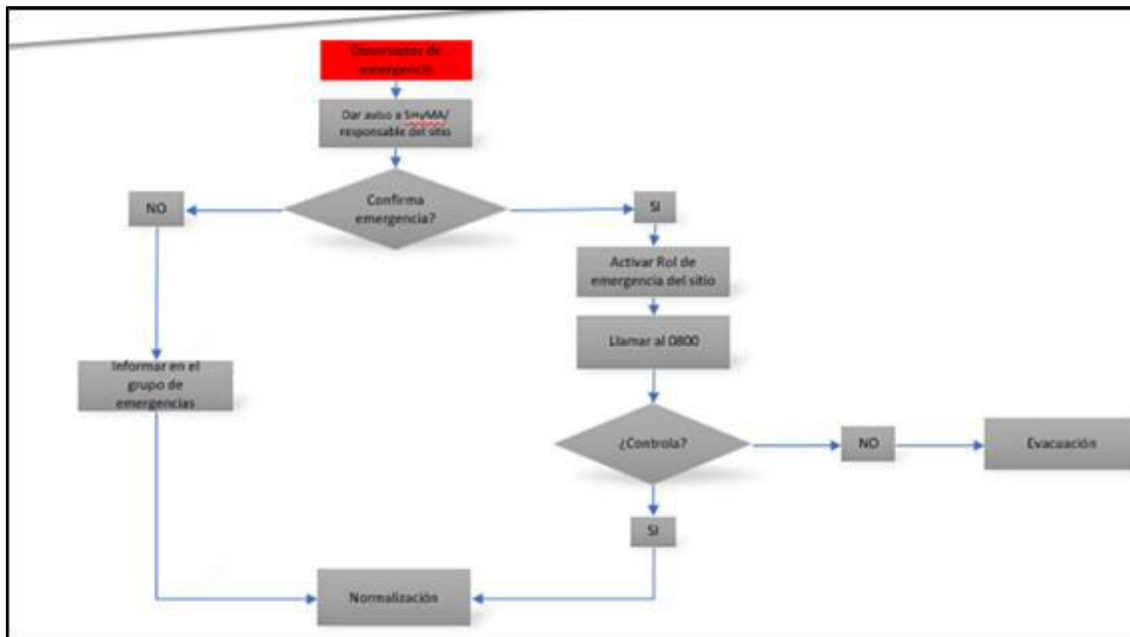 Observador de
emergencia
Dar aviso a SHyMA/
responsable del sitio
Confirma
emergencia?
NO
SI
Activar Rol de
emergencia del sitio
Llamar al 0800
Informar en el
grupo de
emergencias
¿Controla?
NO
Evacuación
SI
Normalización